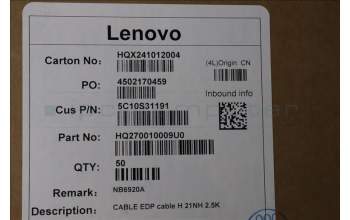 Lenovo
Carton No: HQX241012004
(4L)Origin: CN
PO: 4502170459
Inbound info
Cus P/N: 5C10S31191
Part No: HQ270010009U0
QTY: 50
Remark: NB6920A
Description: CABLE EDP cable H 21NH 2.5K